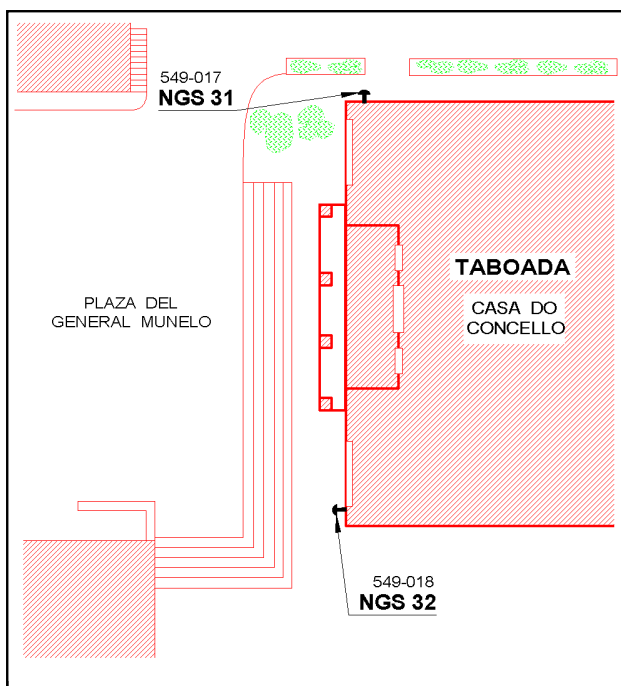 549-017
NGS 31
TABOADA
PLAZA DEL
GENERAL MUNELO
CASA DO
CONCELLO
549-018
NGS 32